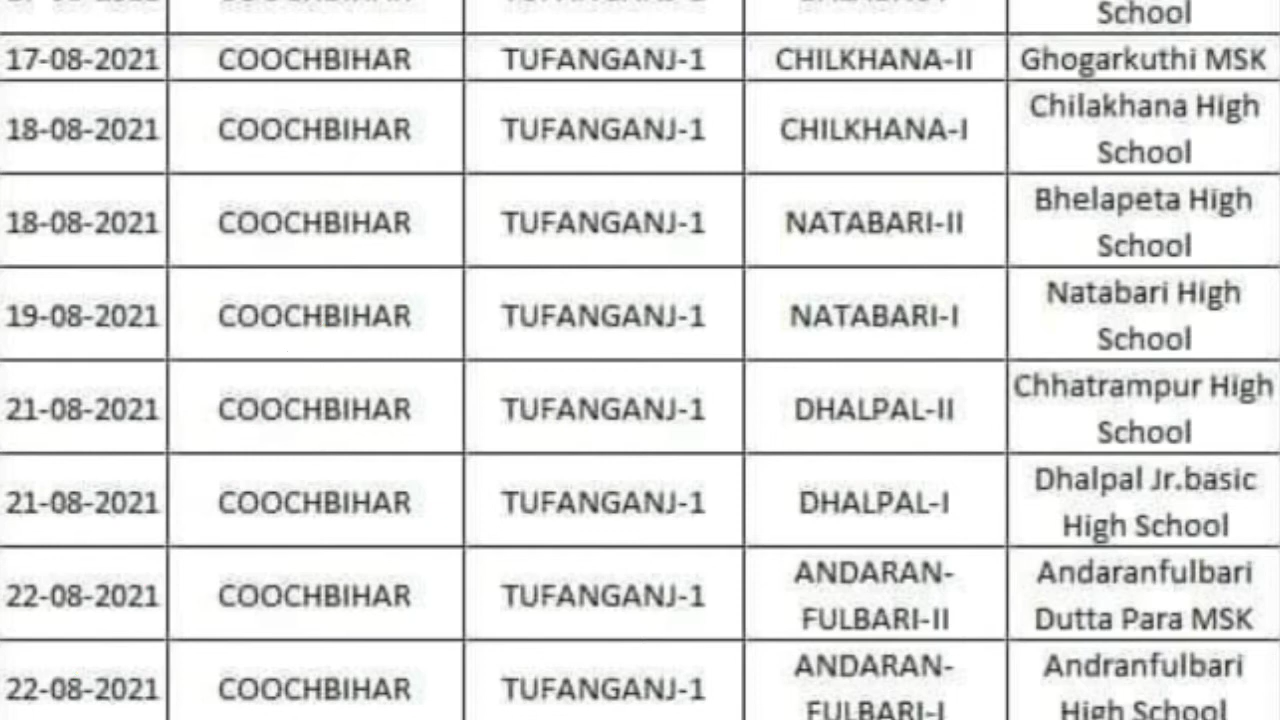 School
17-08-2021 COOCHBIHAR TUFANGANJ-1 CHILKHANA-II Ghogarkuthi MSK
18-08-2021 COOCHBIHAR TUFANGANJ-1 CHILKHANA-I Chilakhana High
School
18-08-2021 COOCHBIHAR TUFANGANJ-1 NATABARI-II Bhelapeta High
School
19-08-2021 COOCHBIHAR TUFANGANJ-1 NATABARI-I Natabari High
School
21-08-2021 COOCHBIHAR TUFANGANJ-1 DHALPAL-II Chhatrampur High
School
21-08-2021 COOCHBIHAR TUFANGANJ-1 DHALPAL-I Dhalpal Jr.basic
High School
22-08-2021 COOCHBIHAR TUFANGANJ-1 ANDARAN- Andaranfulbari
FULBARI-II Dutta Para MSK
22-08-2021 COOCHBIHAR TUFANGANJ-1 ANDARAN- Andranfulbari
FULBARI-I High School